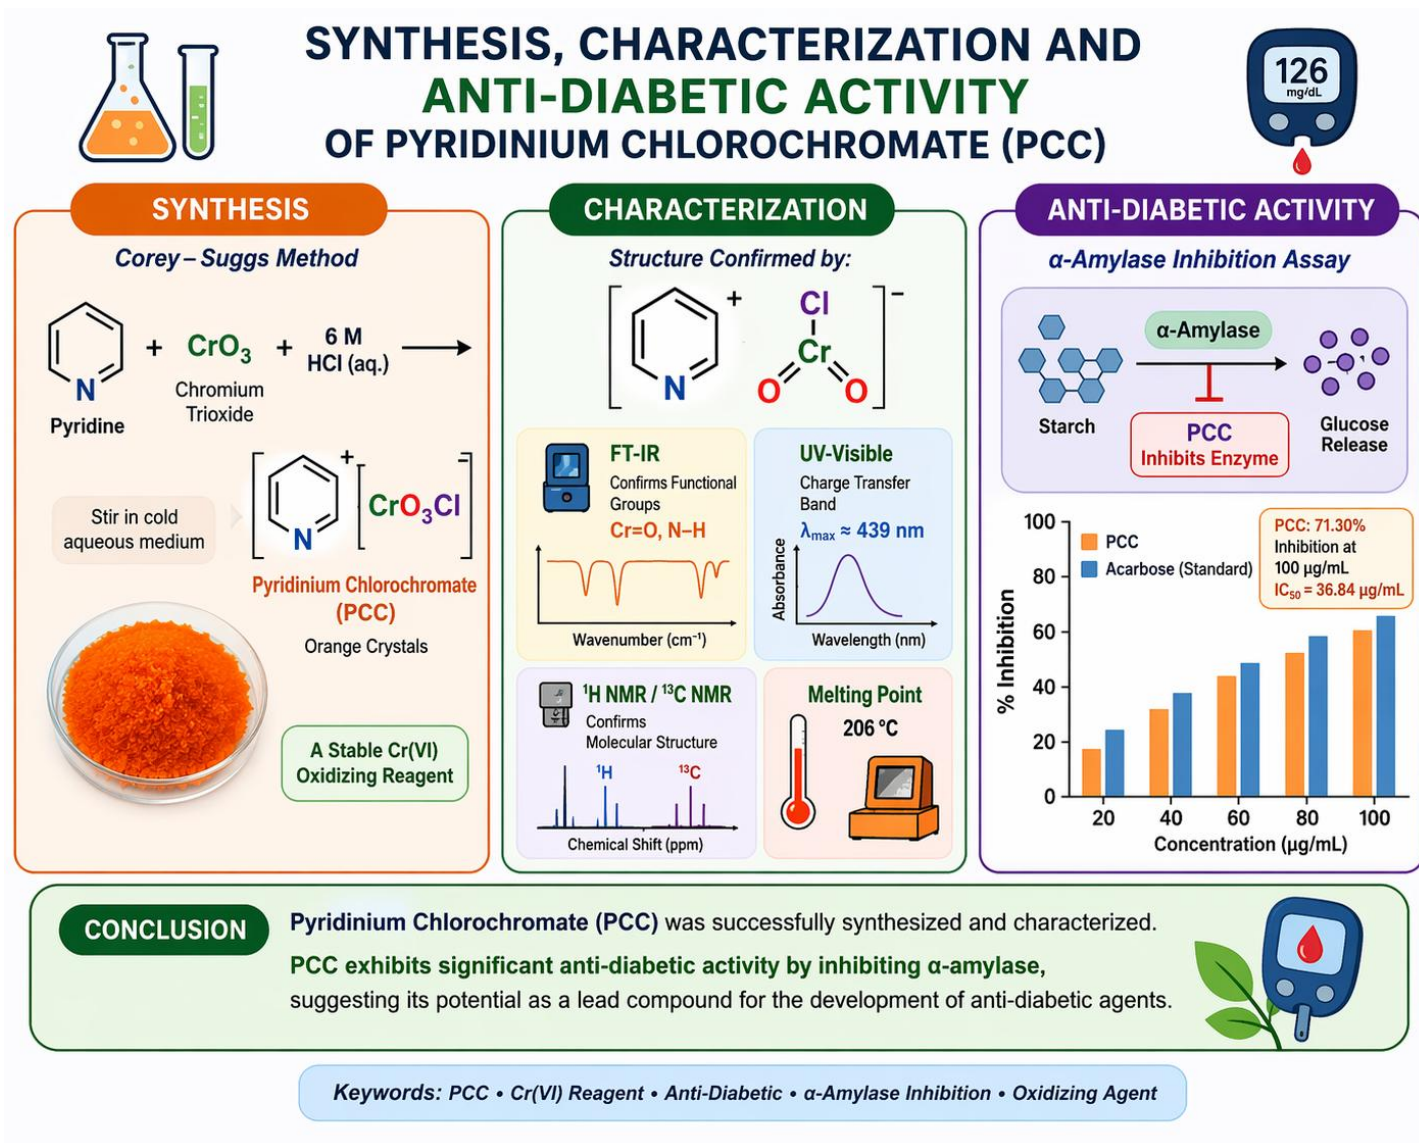 SYNTHESIS, CHARACTERIZATION AND
ANTI-DIABETIC ACTIVITY
OF PYRIDINIUM CHLOROCHROMATE (PCC)
126
mg/dL
SYNTHESIS
Corey – Suggs Method
N
Pyridine
+
CrO₃
Chromium
Trioxide
+
6 M
HCl (aq.)
Stir in cold
aqueous medium
[N]⁺ [CrO₃Cl]⁻
Pyridinium Chlorochromate
(PCC)
Orange Crystals
A Stable Cr(VI)
Oxidizing Reagent
CHARACTERIZATION
Structure Confirmed by:
N
+
Cl
Cr
O
O
−
FT-IR
Confirms Functional
Groups
Cr=O, N–H
Wavenumber (cm⁻¹)
UV-Visible
Charge Transfer
Band
λmax ≈ 439 nm
Absorbance
Wavelength (nm)
¹H NMR / ¹³C NMR
Confirms
Molecular Structure
¹H
¹³C
Chemical Shift (ppm)
Melting Point
206 °C
ANTI-DIABETIC ACTIVITY
α-Amylase Inhibition Assay
Starch
α-Amylase
PCC
Inhibits Enzyme
Glucose
Release
PCC
Acarbose (Standard)
PCC: 71.30%
Inhibition at
100 µg/mL
IC₅₀ = 36.84 µg/mL
% Inhibition
100
80
60
40
20
0
20 40 60 80 100
Concentration (µg/mL)
CONCLUSION
Pyridinium Chlorochromate (PCC) was successfully synthesized and characterized.
PCC exhibits significant anti-diabetic activity by inhibiting α-amylase,
suggesting its potential as a lead compound for the development of anti-diabetic agents.
Keywords: PCC • Cr(VI) Reagent • Anti-Diabetic • α-Amylase Inhibition • Oxidizing Agent